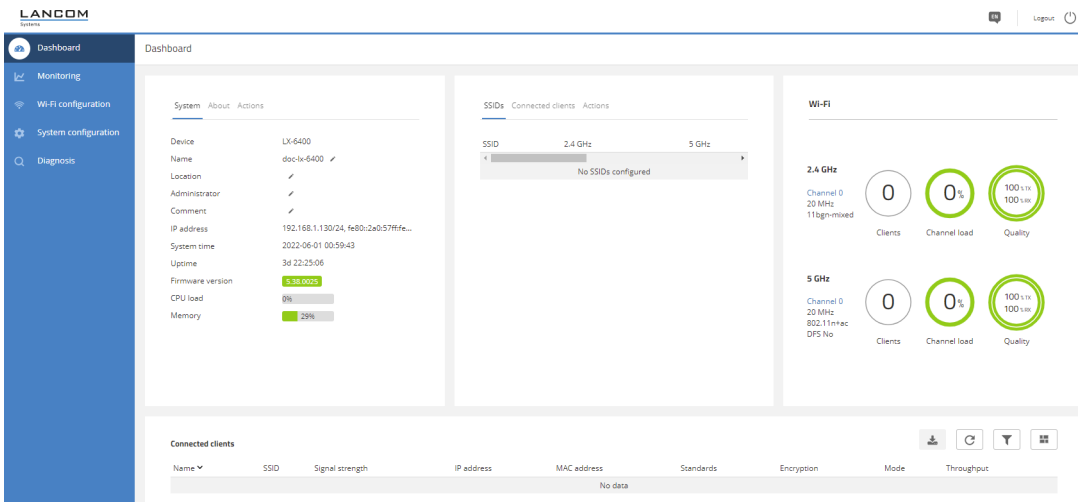 LANCOM
Systems
EN
Logout
Dashboard
Monitoring
Wi-Fi configuration
System configuration
Diagnosis
Dashboard
System About Actions
Device LX-6400
Name doc-lx-6400
Location
Administrator
Comment
IP address 192.168.1.130/24, fe80::2a0:57ff:fe...
System time 2022-06-01 00:59:43
Uptime 3d 22:25:06
Firmware version 5.38.0025
CPU load 0%
Memory 29%
SSIDs Connected clients Actions
SSID 2.4 GHz 5 GHz
No SSIDs configured
Wi-Fi
2.4 GHz
Channel 0
20 MHz
11bgn-mixed
0
Clients
0%
Channel load
100 % TX
100 % RX
Quality
5 GHz
Channel 0
20 MHz
802.11n+ac
DFS No
0
Clients
0%
Channel load
100 % TX
100 % RX
Quality
Connected clients
Name SSID Signal strength IP address MAC address Standards Encryption Mode Throughput
No data